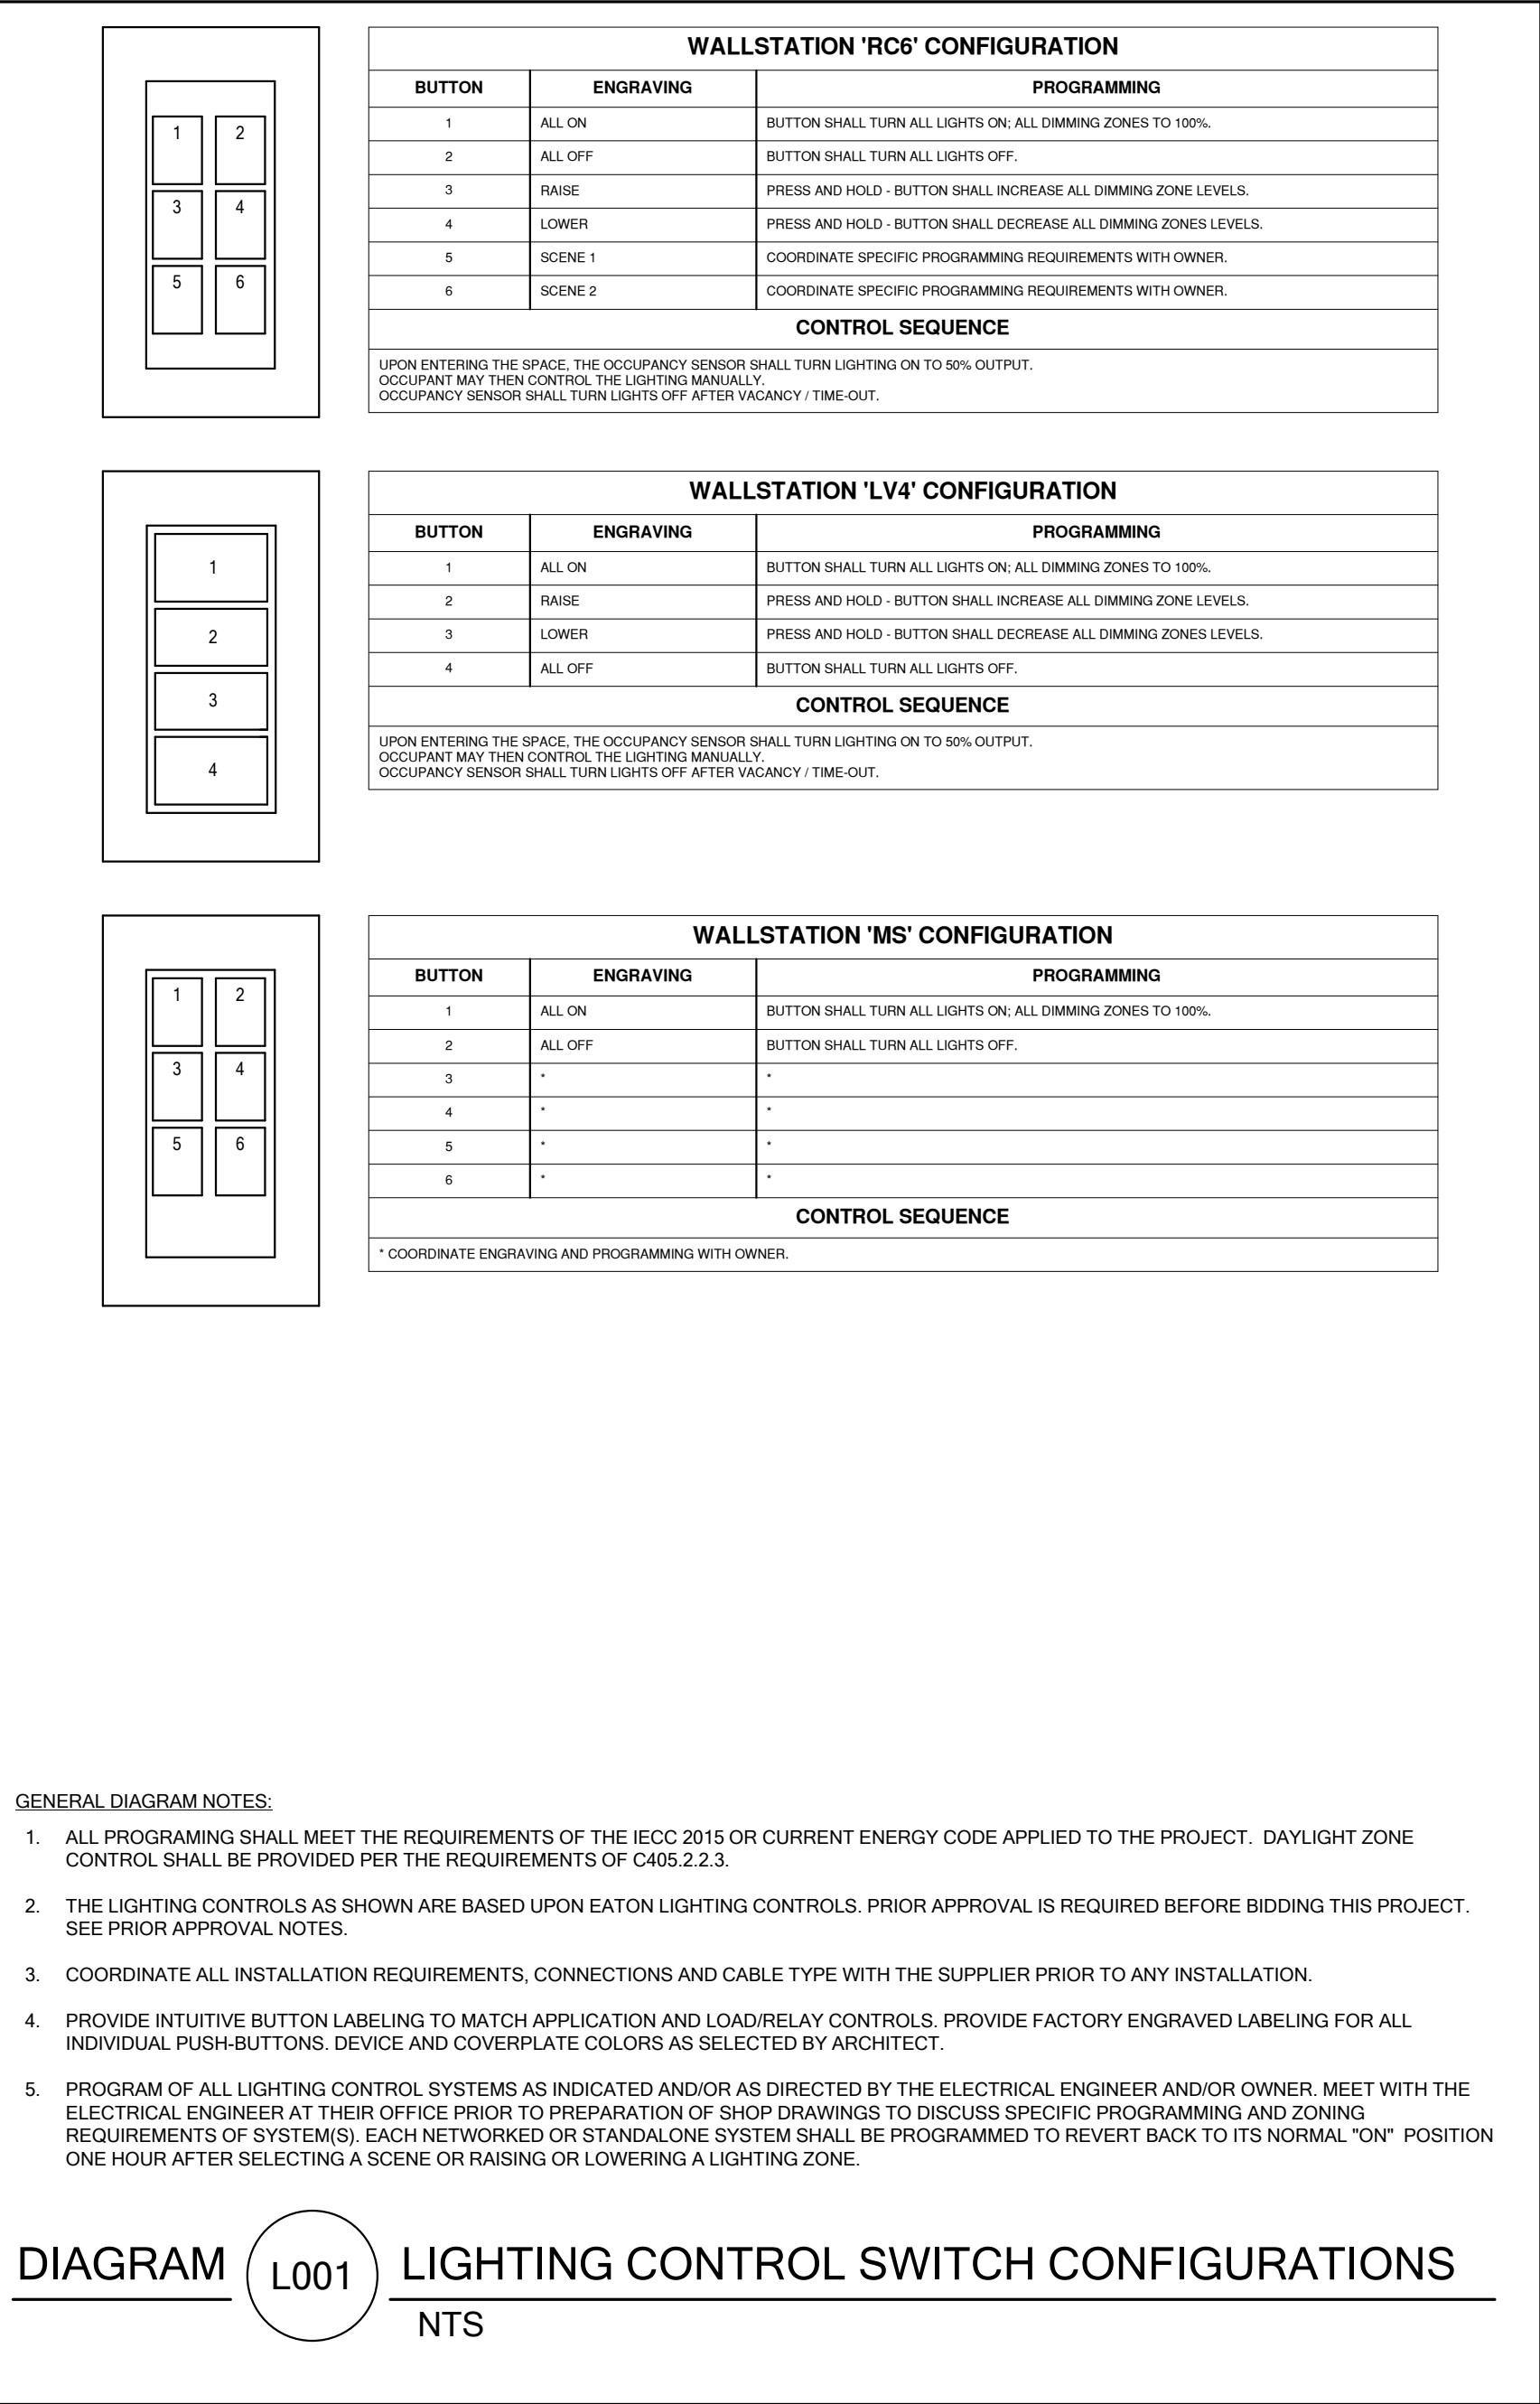 1 2
3 4
5 6
WALLSTATION 'RC6' CONFIGURATION
BUTTON ENGRAVING PROGRAMMING
1 ALL ON BUTTON SHALL TURN ALL LIGHTS ON; ALL DIMMING ZONES TO 100%.
2 ALL OFF BUTTON SHALL TURN ALL LIGHTS OFF.
3 RAISE PRESS AND HOLD - BUTTON SHALL INCREASE ALL DIMMING ZONE LEVELS.
4 LOWER PRESS AND HOLD - BUTTON SHALL DECREASE ALL DIMMING ZONES LEVELS.
5 SCENE 1 COORDINATE SPECIFIC PROGRAMMING REQUIREMENTS WITH OWNER.
6 SCENE 2 COORDINATE SPECIFIC PROGRAMMING REQUIREMENTS WITH OWNER.
CONTROL SEQUENCE
UPON ENTERING THE SPACE, THE OCCUPANCY SENSOR SHALL TURN LIGHTING ON TO 50% OUTPUT.
OCCUPANT MAY THEN CONTROL THE LIGHTING MANUALLY.
OCCUPANCY SENSOR SHALL TURN LIGHTS OFF AFTER VACANCY / TIME-OUT.
1
2
3
4
WALLSTATION 'LV4' CONFIGURATION
BUTTON ENGRAVING PROGRAMMING
1 ALL ON BUTTON SHALL TURN ALL LIGHTS ON; ALL DIMMING ZONES TO 100%.
2 RAISE PRESS AND HOLD - BUTTON SHALL INCREASE ALL DIMMING ZONE LEVELS.
3 LOWER PRESS AND HOLD - BUTTON SHALL DECREASE ALL DIMMING ZONES LEVELS.
4 ALL OFF BUTTON SHALL TURN ALL LIGHTS OFF.
CONTROL SEQUENCE
UPON ENTERING THE SPACE, THE OCCUPANCY SENSOR SHALL TURN LIGHTING ON TO 50% OUTPUT.
OCCUPANT MAY THEN CONTROL THE LIGHTING MANUALLY.
OCCUPANCY SENSOR SHALL TURN LIGHTS OFF AFTER VACANCY / TIME-OUT.
1 2
3 4
5 6
WALLSTATION 'MS' CONFIGURATION
BUTTON ENGRAVING PROGRAMMING
1 ALL ON BUTTON SHALL TURN ALL LIGHTS ON; ALL DIMMING ZONES TO 100%.
2 ALL OFF BUTTON SHALL TURN ALL LIGHTS OFF.
3 * *
4 * *
5 * *
6 * *
CONTROL SEQUENCE
* COORDINATE ENGRAVING AND PROGRAMMING WITH OWNER.
GENERAL DIAGRAM NOTES:
1. ALL PROGRAMING SHALL MEET THE REQUIREMENTS OF THE IECC 2015 OR CURRENT ENERGY CODE APPLIED TO THE PROJECT. DAYLIGHT ZONE
CONTROL SHALL BE PROVIDED PER THE REQUIREMENTS OF C405.2.2.3.
2. THE LIGHTING CONTROLS AS SHOWN ARE BASED UPON EATON LIGHTING CONTROLS. PRIOR APPROVAL IS REQUIRED BEFORE BIDDING THIS PROJECT.
SEE PRIOR APPROVAL NOTES.
3. COORDINATE ALL INSTALLATION REQUIREMENTS, CONNECTIONS AND CABLE TYPE WITH THE SUPPLIER PRIOR TO ANY INSTALLATION.
4. PROVIDE INTUITIVE BUTTON LABELING TO MATCH APPLICATION AND LOAD/RELAY CONTROLS. PROVIDE FACTORY ENGRAVED LABELING FOR ALL
INDIVIDUAL PUSH-BUTTONS. DEVICE AND COVERPLATE COLORS AS SELECTED BY ARCHITECT.
5. PROGRAM OF ALL LIGHTING CONTROL SYSTEMS AS INDICATED AND/OR AS DIRECTED BY THE ELECTRICAL ENGINEER AND/OR OWNER. MEET WITH THE
ELECTRICAL ENGINEER AT THEIR OFFICE PRIOR TO PREPARATION OF SHOP DRAWINGS TO DISCUSS SPECIFIC PROGRAMMING AND ZONING
REQUIREMENTS OF SYSTEM(S). EACH NETWORKED OR STANDALONE SYSTEM SHALL BE PROGRAMMED TO REVERT BACK TO ITS NORMAL "ON" POSITION
ONE HOUR AFTER SELECTING A SCENE OR RAISING OR LOWERING A LIGHTING ZONE.
DIAGRAM L001 LIGHTING CONTROL SWITCH CONFIGURATIONS
NTS